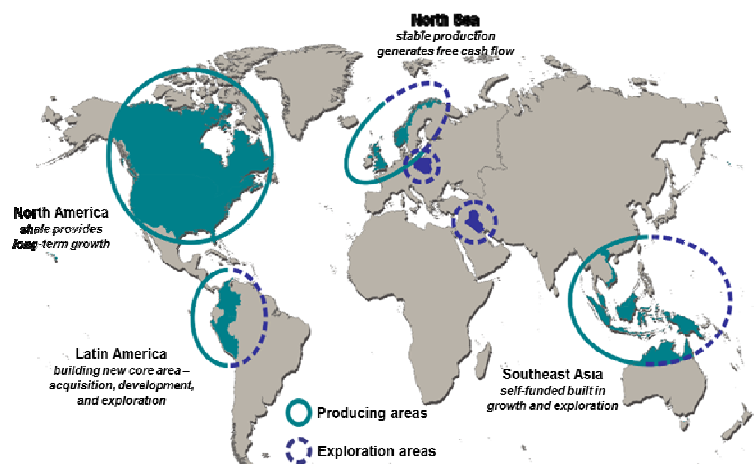 North Sea
stable production
generates free cash flow
North America
shale provides
long-term growth
Latin America
building new core area–
acquisition, development,
and exploration
Southeast Asia
self-funded built in
growth and exploration
Producing areas
Exploration areas